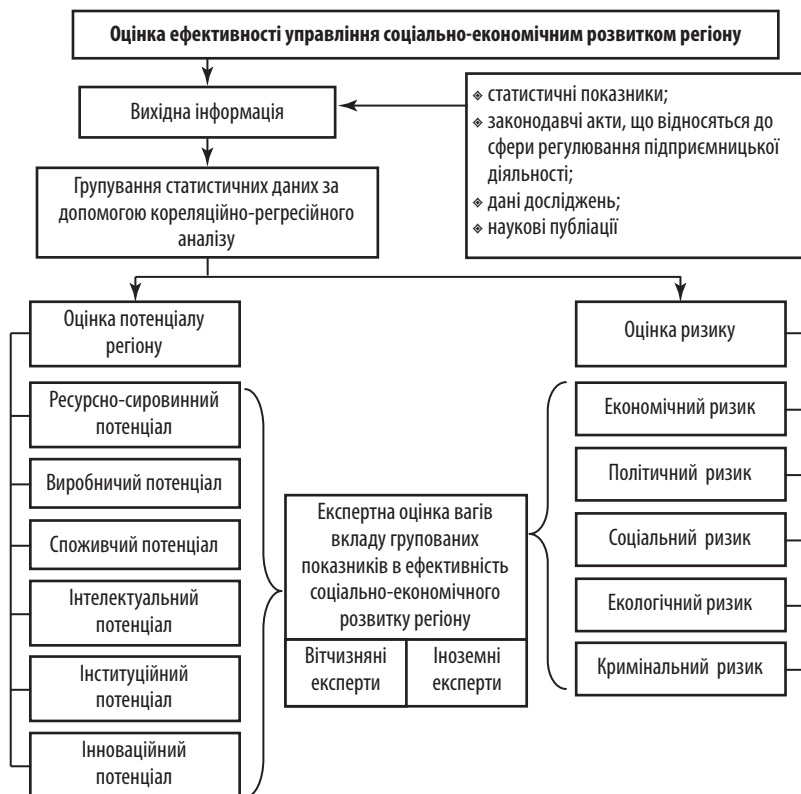 Оцінка ефективності управління соціально-економічним розвитком регіону
Вихідна інформація
статистичні показники;
законодавчі акти, що відносяться до
сфери регулювання підприємницької
діяльності;
дані досліджень;
наукові публіації
Групування статистичних даних за
допомогою кореляційно-регресійного
аналізу
Оцінка потенціалу
регіону
Ресурсно-сировинний
потенціал
Виробничий потенціал
Споживчий потенціал
Інтелектуальний
потенціал
Інституційний
потенціал
Інноваційний
потенціал
Експертна оцінка вагів
вкладу групованих
показників в ефективність
соціально-економічного
розвитку регіону
Вітчизняні
експерти
Іноземні
експерти
Оцінка ризику
Економічний ризик
Політичний ризик
Соціальний ризик
Екологічний ризик
Кримінальний ризик